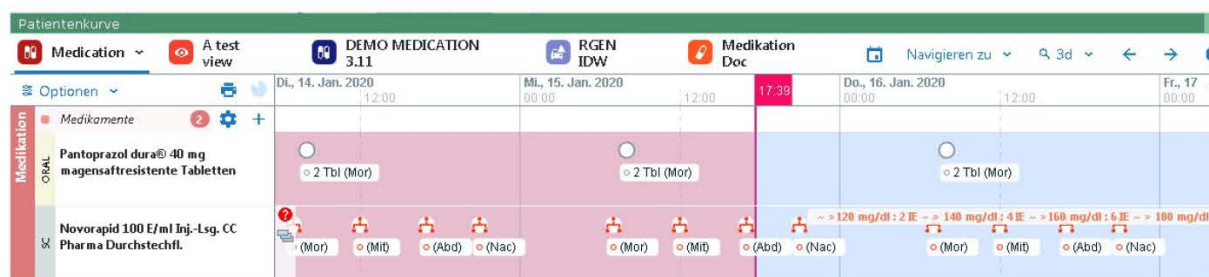 Patientenkurve
Medication
A test view
DEMO MEDICATION 3.11
RGEN IDW
Medikation Doc
Navigieren zu
3d
Optionen
Di., 14. Jan. 2020
12:00
Mi., 15. Jan. 2020
00:00
12:00
17:39
Do., 16. Jan. 2020
00:00
12:00
Fr., 17
00:00
Medikation
Medikamente
2
ORAL
Pantoprazol dura® 40 mg
magensaftresistente Tabletten
2 Tbl (Mor)
2 Tbl (Mor)
2 Tbl (Mor)
SC
Novorapid 100 E/ml Inj.-Lsg. CC
Pharma Durchstechfl.
?
~ >120 mg/dl : 2 IE ~ > 140 mg/dl : 4 IE ~ >160 mg/dl : 6 IE ~ > 180 mg/dl
(Mor) (Mit) (Abd) (Nac) (Mor) (Mit) (Abd) (Nac) (Mor) (Mit) (Abd) (Nac)